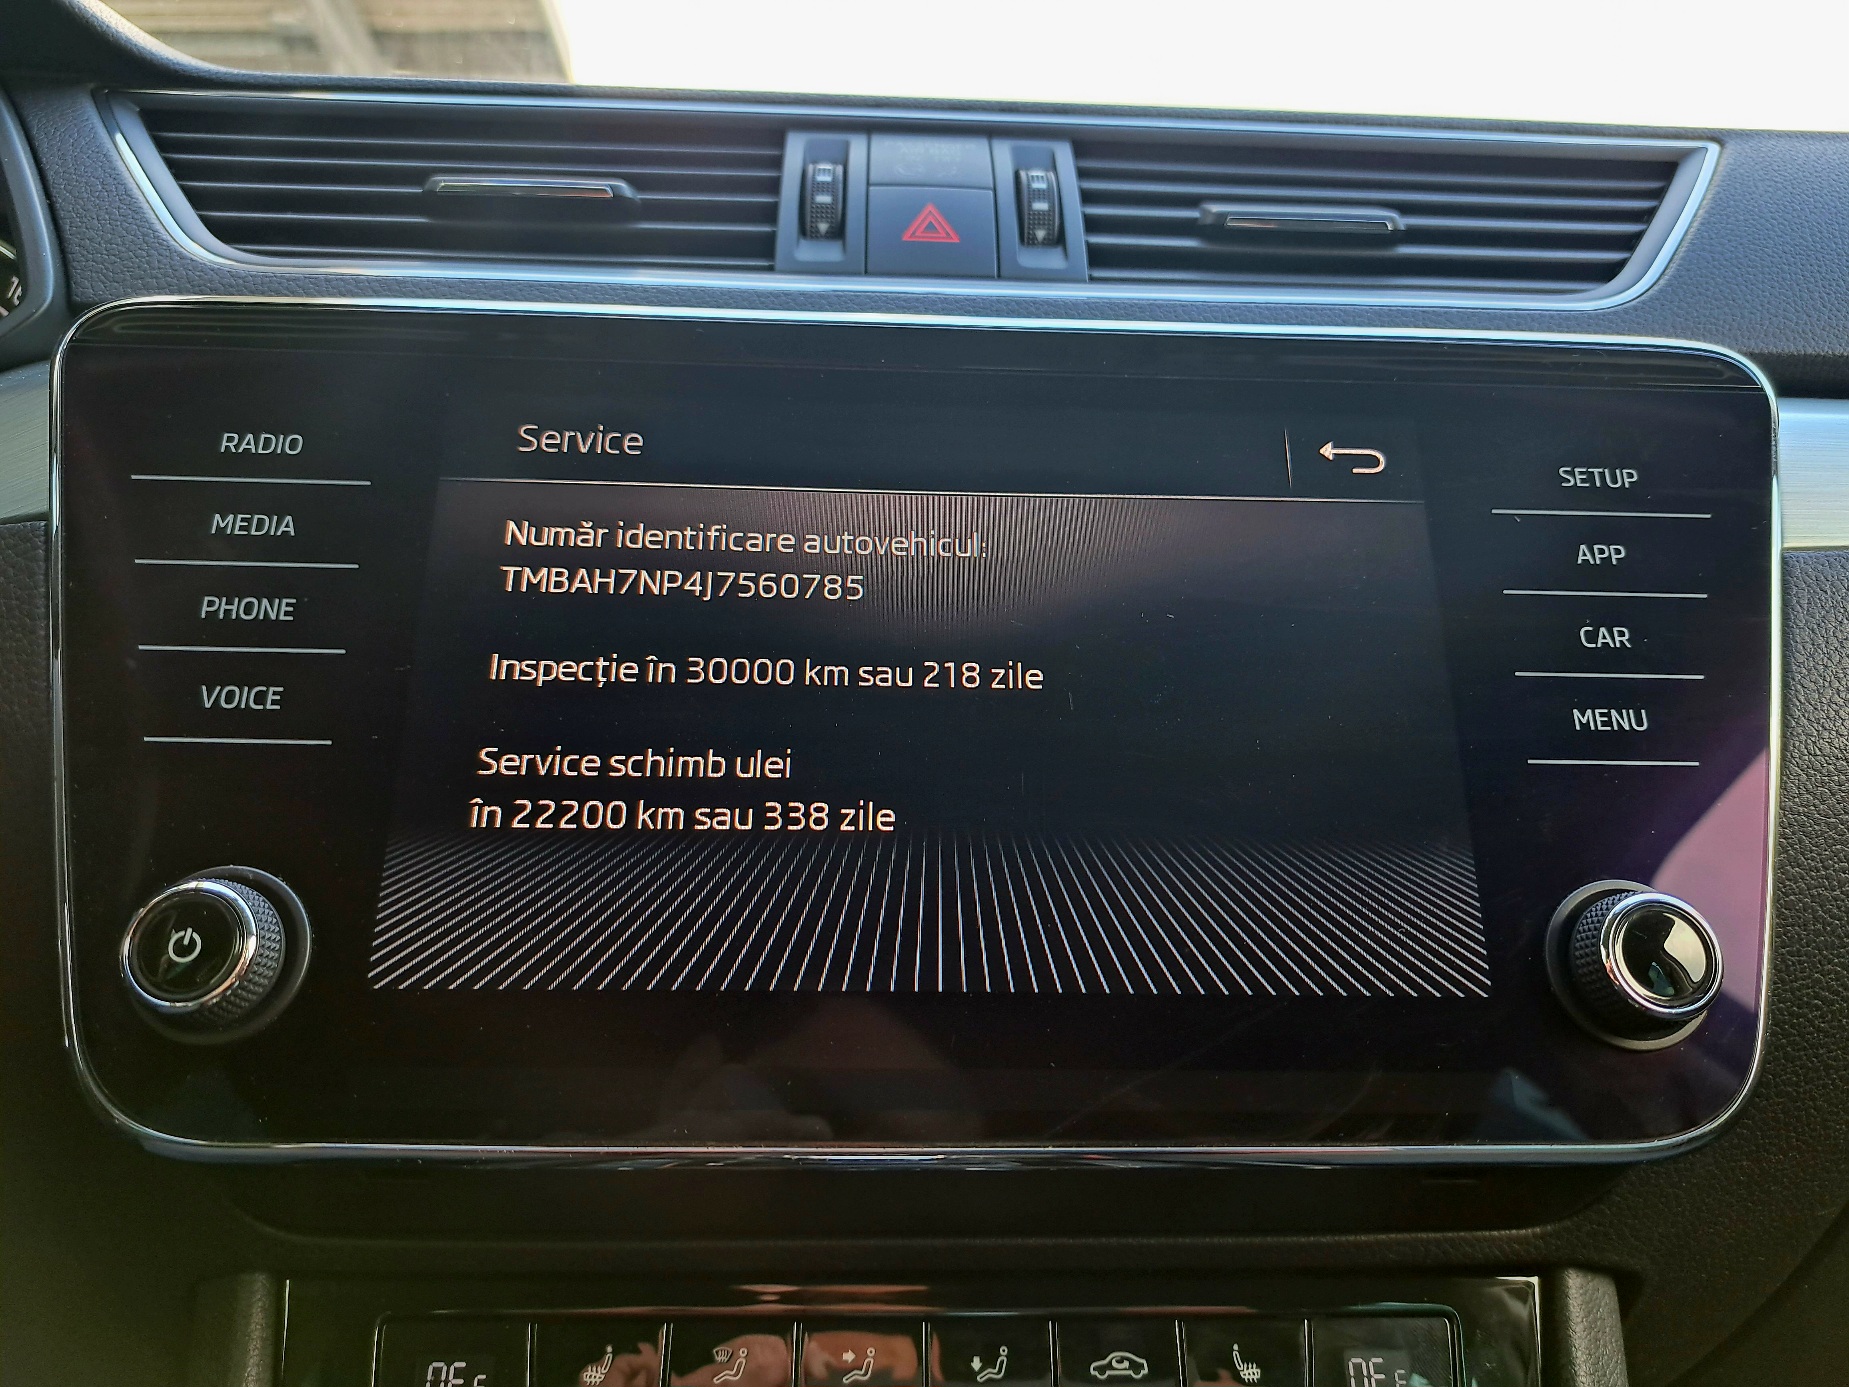 RADIO
MEDIA
PHONE
VOICE
Service
Număr identificare autovehicul:
TMBAH7NP4J7560785
Inspecție în 30000 km sau 218 zile
Service schimb ulei
în 22200 km sau 338 zile
SETUP
APP
CAR
MENU